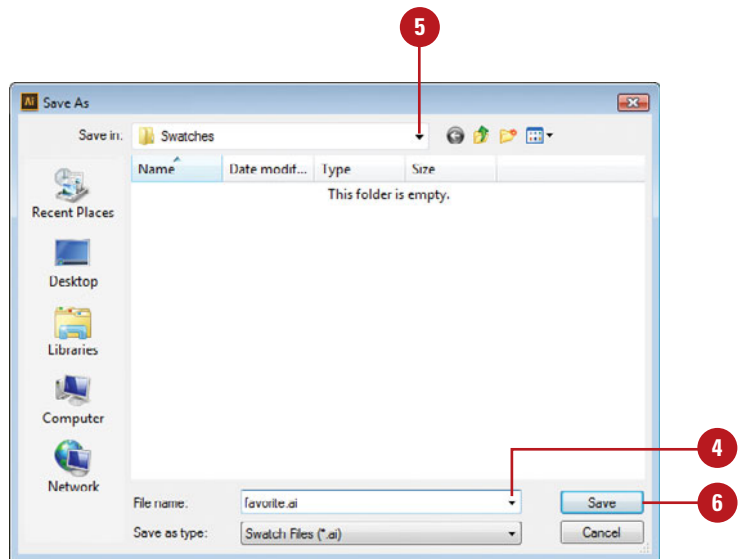 5
Ai Save As
Save in: Swatches
Name Date modif... Type Size
This folder is empty.
Recent Places
Desktop
Libraries
Computer
Network
4
File name: favorite.ai Save 6
Save as type: Swatch Files (*.ai) Cancel